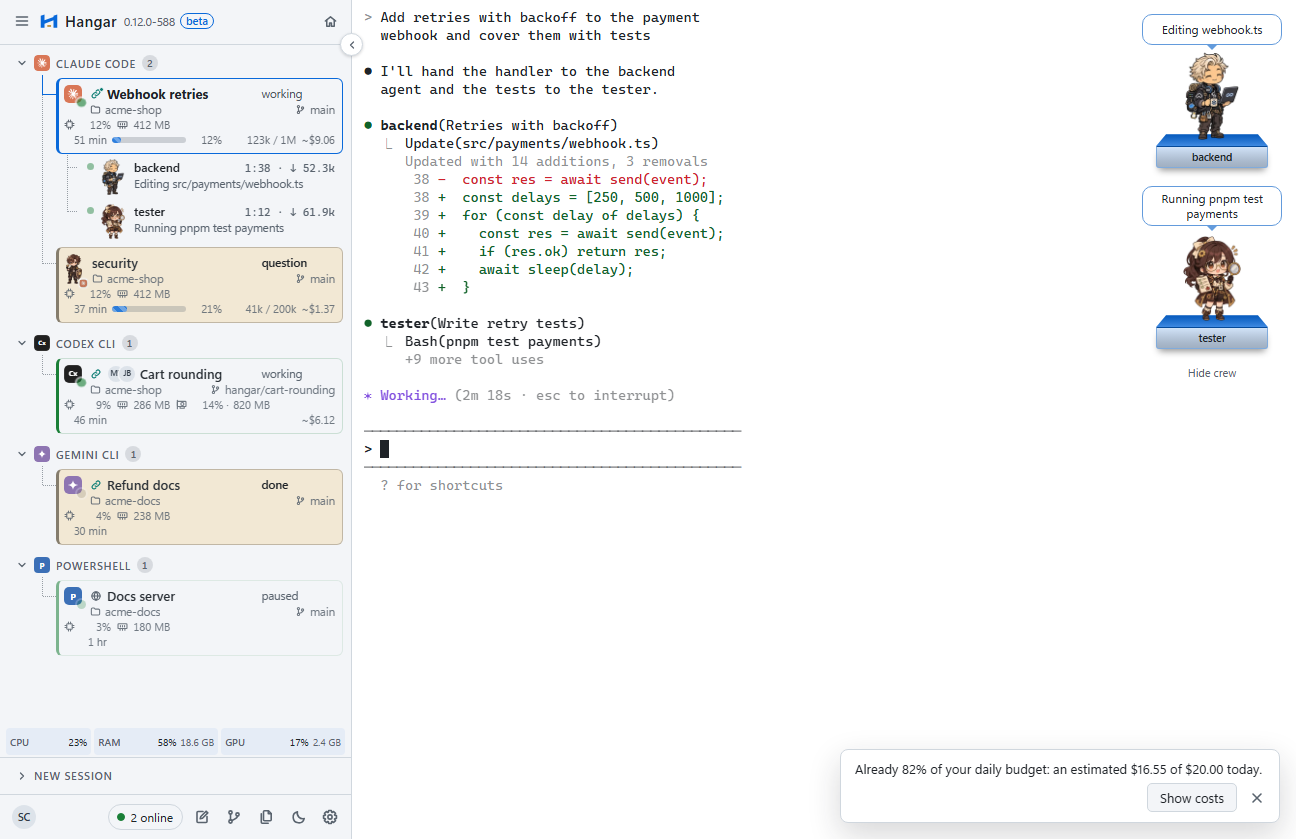 Hangar 0.12.0-588 beta
CLAUDE CODE 2
Webhook retries working
acme-shop main
12% 412 MB
51 min 12% 123k / 1M ~$9.06
backend 1:38 · ↓ 52.3k
Editing src/payments/webhook.ts
tester 1:12 · ↓ 61.9k
Running pnpm test payments
security question
acme-shop main
12% 412 MB
37 min 21% 41k / 200k ~$1.37
CODEX CLI 1
Cx
Cx M JB Cart rounding working
acme-shop hangar/cart-rounding
9% 286 MB 14% · 820 MB
46 min ~$6.12
GEMINI CLI 1
Refund docs done
acme-docs main
4% 238 MB
30 min
P POWERSHELL 1
P Docs server paused
acme-docs main
3% 180 MB
1 hr
CPU 23% RAM 58% 18.6 GB GPU 17% 2.4 GB
NEW SESSION
SC 2 online
> Add retries with backoff to the payment
webhook and cover them with tests
● I'll hand the handler to the backend
agent and the tests to the tester.
● backend(Retries with backoff)
⎿ Update(src/payments/webhook.ts)
Updated with 14 additions, 3 removals
38 - const res = await send(event);
38 + const delays = [250, 500, 1000];
39 + for (const delay of delays) {
40 + const res = await send(event);
41 + if (res.ok) return res;
42 + await sleep(delay);
43 + }
● tester(Write retry tests)
⎿ Bash(pnpm test payments)
+9 more tool uses
* Working… (2m 18s · esc to interrupt)
>
? for shortcuts
Editing webhook.ts
backend
Running pnpm test
payments
tester
Hide crew
Already 82% of your daily budget: an estimated $16.55 of $20.00 today.
Show costs